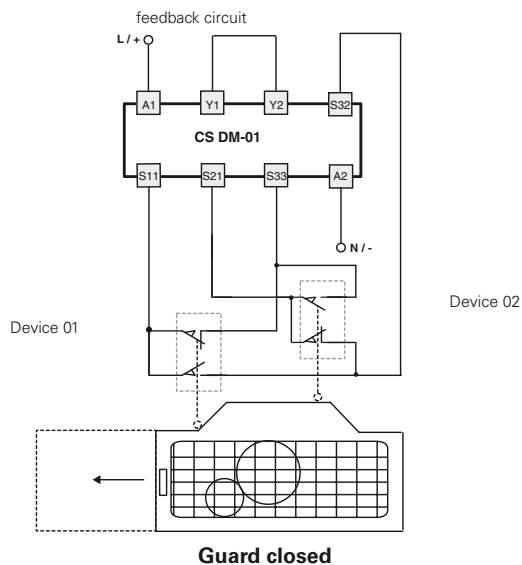 feedback circuit
L / +
A1 Y1 Y2 S32
CS DM-01
S11 S21 S33 A2
N / -
Device 01
Device 02
Guard closed